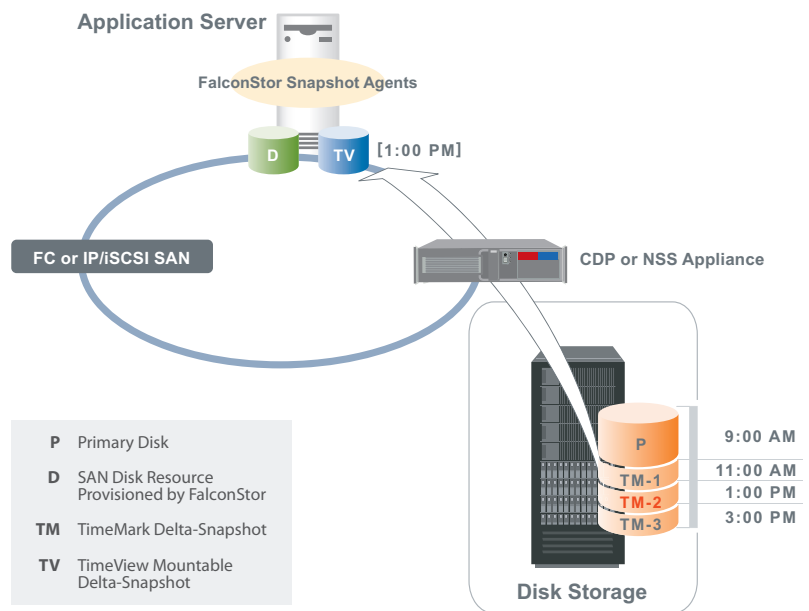 Application Server
FalconStor Snapshot Agents
D
TV
[1:00 PM]
FC or IP/iSCSI SAN
CDP or NSS Appliance
P
9:00 AM
TM-1
11:00 AM
TM-2
1:00 PM
TM-3
3:00 PM
Disk Storage
P Primary Disk
D SAN Disk Resource
Provisioned by FalconStor
TM TimeMark Delta-Snapshot
TV TimeView Mountable
Delta-Snapshot